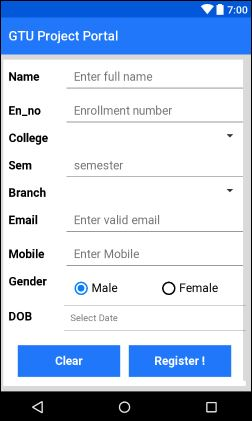 7:00
GTU Project Portal
Name Enter full name
En_no Enrollment number
College
Sem semester
Branch
Email Enter valid email
Mobile Enter Mobile
Gender Male Female
DOB Select Date
Clear Register !